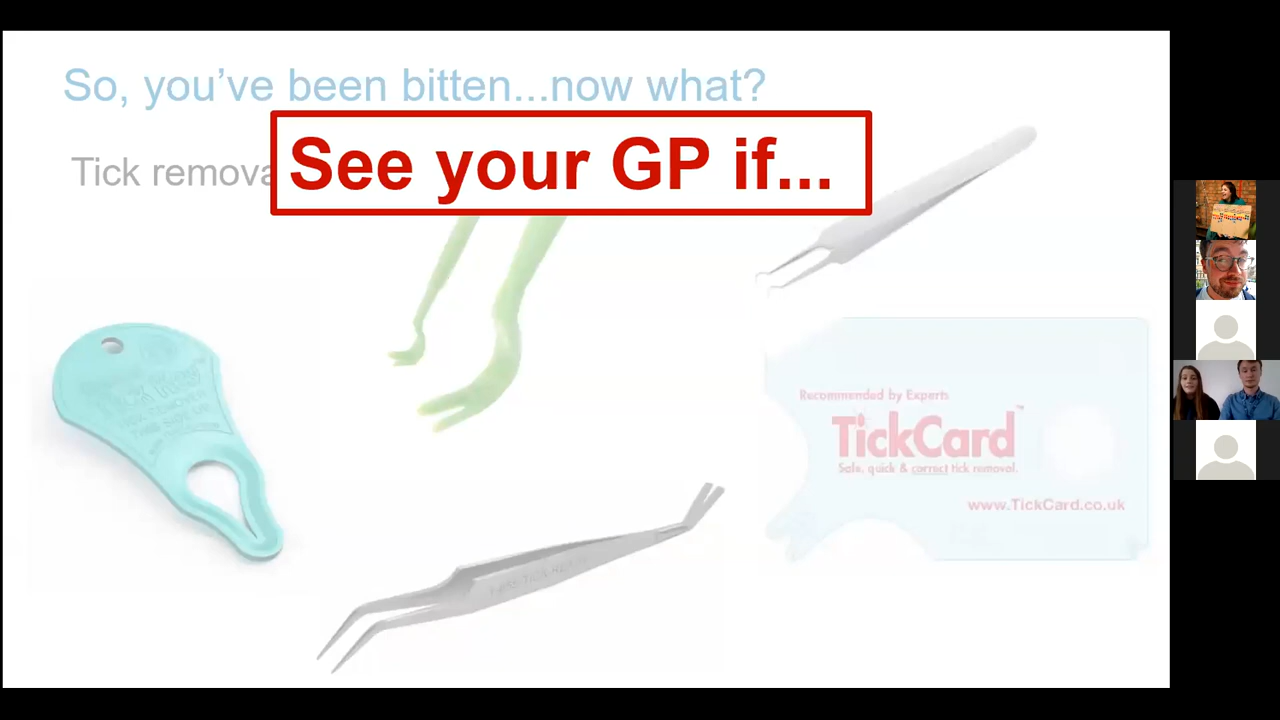 So, you've been bitten...now what?
Tick remova
See your GP if...
Recommended by Experts
TickCard™
Safe, quick & correct tick removal.
www.TickCard.co.uk